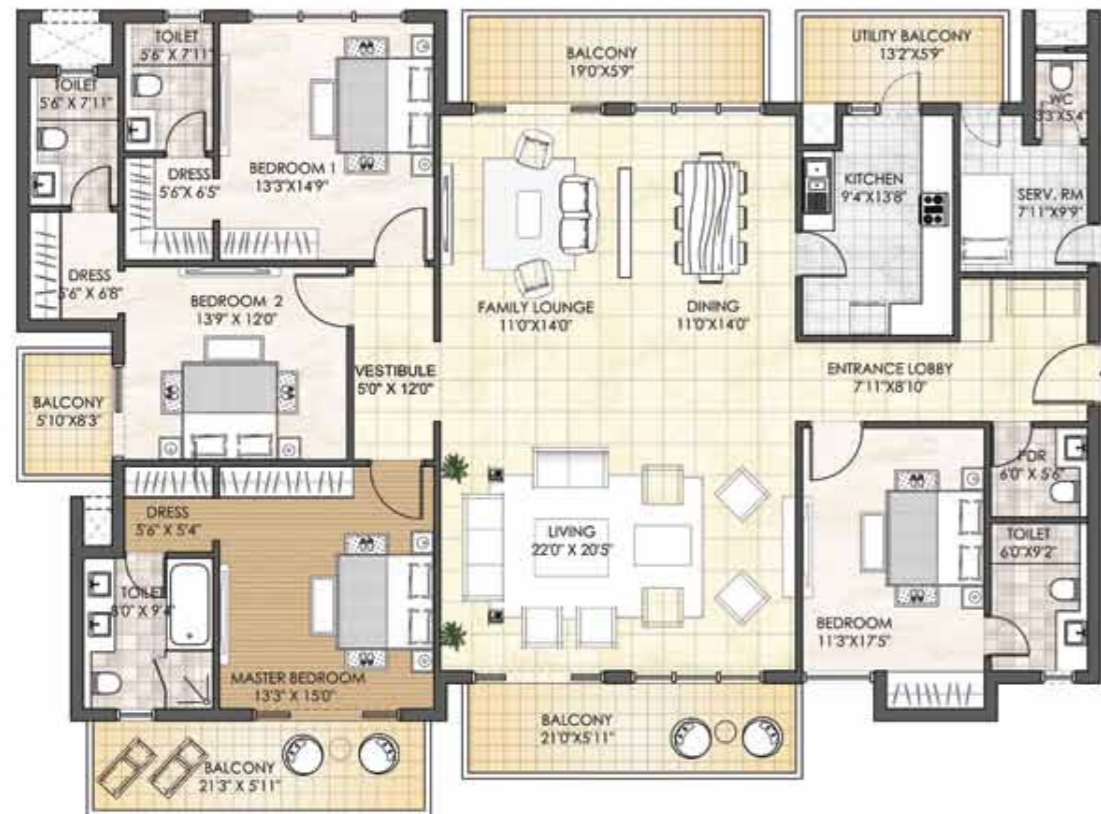 TOILET
5'6" X 7'11"
TOILET
5'6" X 7'11"
BEDROOM 1
13'3"X14'9"
DRESS
5'6"X 6'5"
DRESS
5'6" X 6'8"
BEDROOM 2
13'9" X 12'0"
BALCONY
5'10"X8'3"
VESTIBULE
5'0" X 12'0"
BALCONY
19'0"X5'9"
UTILITY BALCONY
13'2"X5'9"
WC
3'3"X5'4"
KITCHEN
9'4"X13'8"
SERV. RM
7'11"X9'9"
FAMILY LOUNGE
11'0"X14'0"
DINING
11'0"X14'0"
ENTRANCE LOBBY
7'11"X8'10"
PDR
6'0" X 5'6"
TOILET
6'0"X9'2"
BEDROOM
11'3"X17'5"
LIVING
22'0" X 20'5"
DRESS
5'6" X 5'4"
TOILET
8'0" X 9'4"
MASTER BEDROOM
13'3" X 15'0"
BALCONY
21'0"X5'11"
BALCONY
21'3" X 5'11"